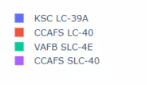 KSC LC-39A
CCAFS LC-40
VAFB SLC-4E
CCAFS SLC-40